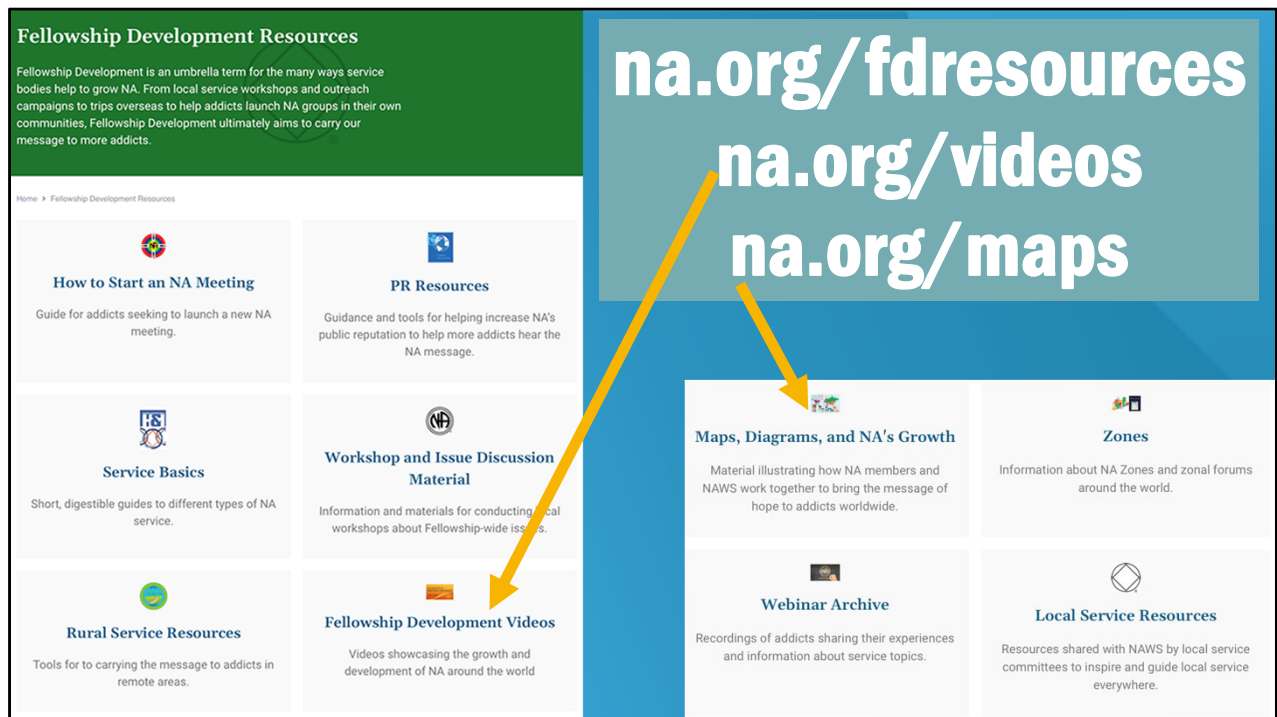 Fellowship Development Resources
Fellowship Development is an umbrella term for the many ways service
bodies help to grow NA. From local service workshops and outreach
campaigns to trips overseas to help addicts launch NA groups in their own
communities, Fellowship Development ultimately aims to carry our
message to more addicts.
Home > Fellowship Development Resources
How to Start an NA Meeting
Guide for addicts seeking to launch a new NA
meeting.
PR Resources
Guidance and tools for helping increase NA's
public reputation to help more addicts hear the
NA message.
Service Basics
Short, digestible guides to different types of NA
service.
NA
Workshop and Issue Discussion
Material
Information and materials for conducting local
workshops about Fellowship-wide issues.
Rural Service Resources
Tools for to carrying the message to addicts in
remote areas.
Fellowship Development Videos
Videos showcasing the growth and
development of NA around the world
na.org/fdresources
na.org/videos
na.org/maps
Maps, Diagrams, and NA's Growth
Material illustrating how NA members and
NAWS work together to bring the message of
hope to addicts worldwide.
Zones
Information about NA Zones and zonal forums
around the world.
Webinar Archive
Recordings of addicts sharing their experiences
and information about service topics.
Local Service Resources
Resources shared with NAWS by local service
committees to inspire and guide local service
everywhere.